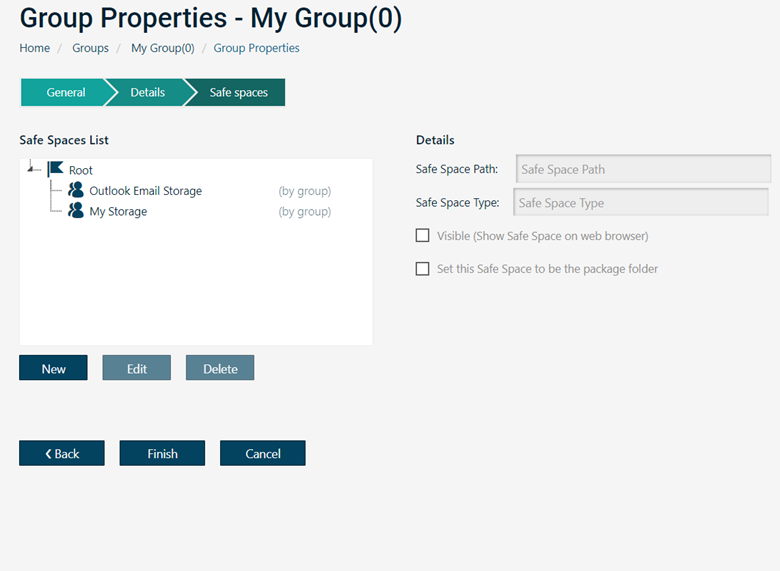 Group Properties - My Group(0)
Home / Groups / My Group(0) / Group Properties
General Details Safe spaces
Safe Spaces List
Root
Outlook Email Storage (by group)
My Storage (by group)
New Edit Delete
Details
Safe Space Path: Safe Space Path
Safe Space Type: Safe Space Type
Visible (Show Safe Space on web browser)
Set this Safe Space to be the package folder
Back Finish Cancel